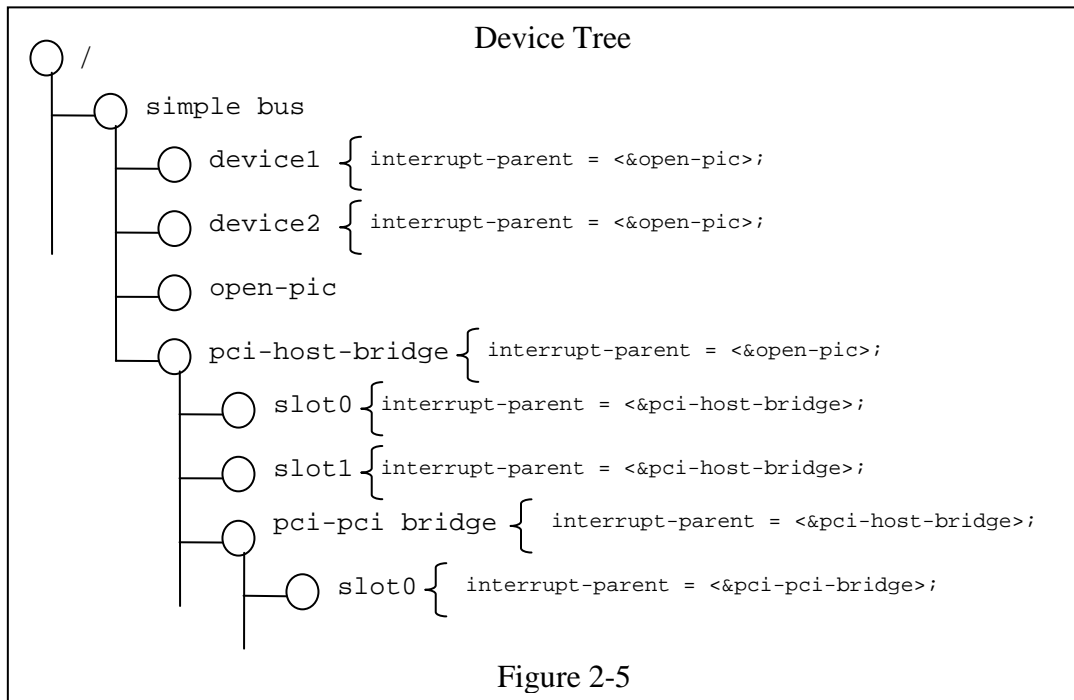 Device Tree
/
simple bus
device1 { interrupt-parent = <&open-pic>;
device2 { interrupt-parent = <&open-pic>;
open-pic
pci-host-bridge { interrupt-parent = <&open-pic>;
slot0 { interrupt-parent = <&pci-host-bridge>;
slot1 { interrupt-parent = <&pci-host-bridge>;
pci-pci bridge { interrupt-parent = <&pci-host-bridge>;
slot0 { interrupt-parent = <&pci-pci-bridge>;
Figure 2-5